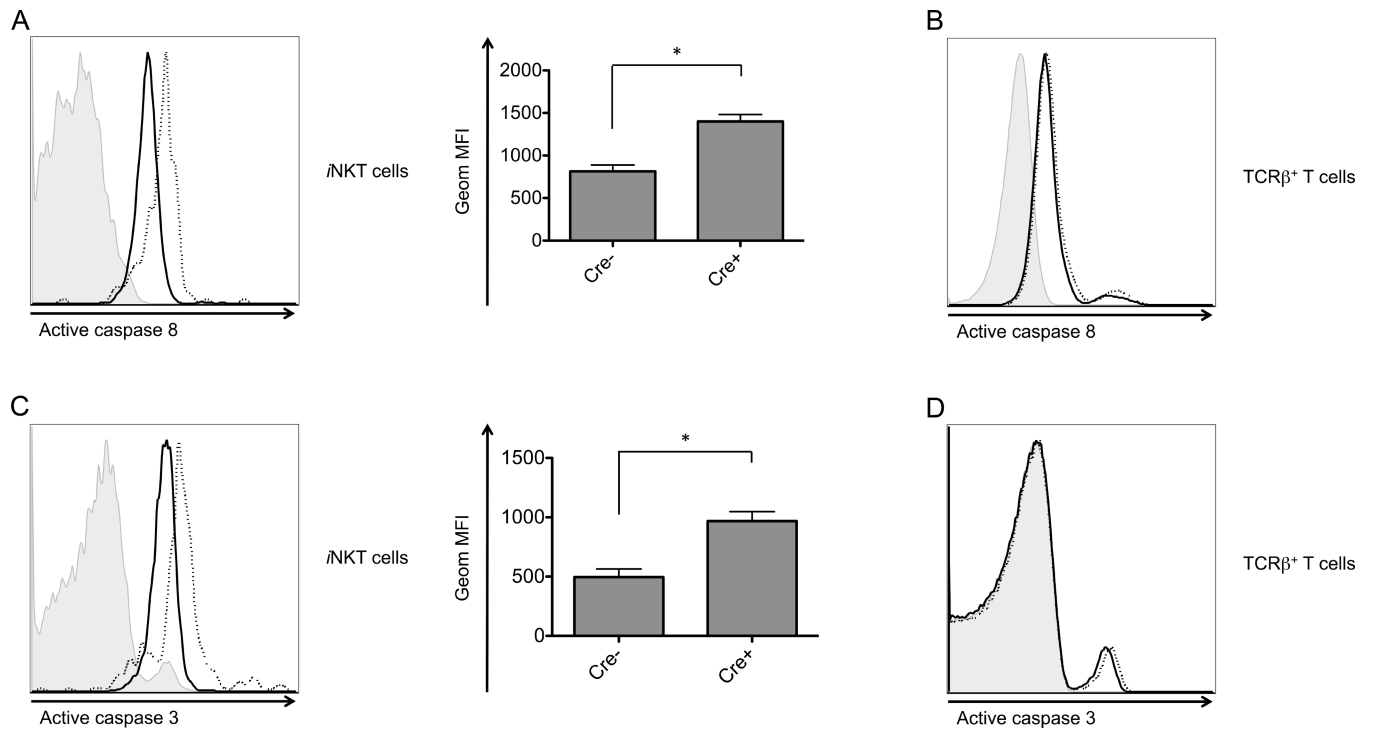 A
iNKT cells
Active caspase 8
Geom MFI
2000
1500
1000
500
0
*
Cre-
Cre+
B
TCRβ⁺ T cells
Active caspase 8
C
iNKT cells
Active caspase 3
Geom MFI
1500
1000
500
0
*
Cre-
Cre+
D
TCRβ⁺ T cells
Active caspase 3